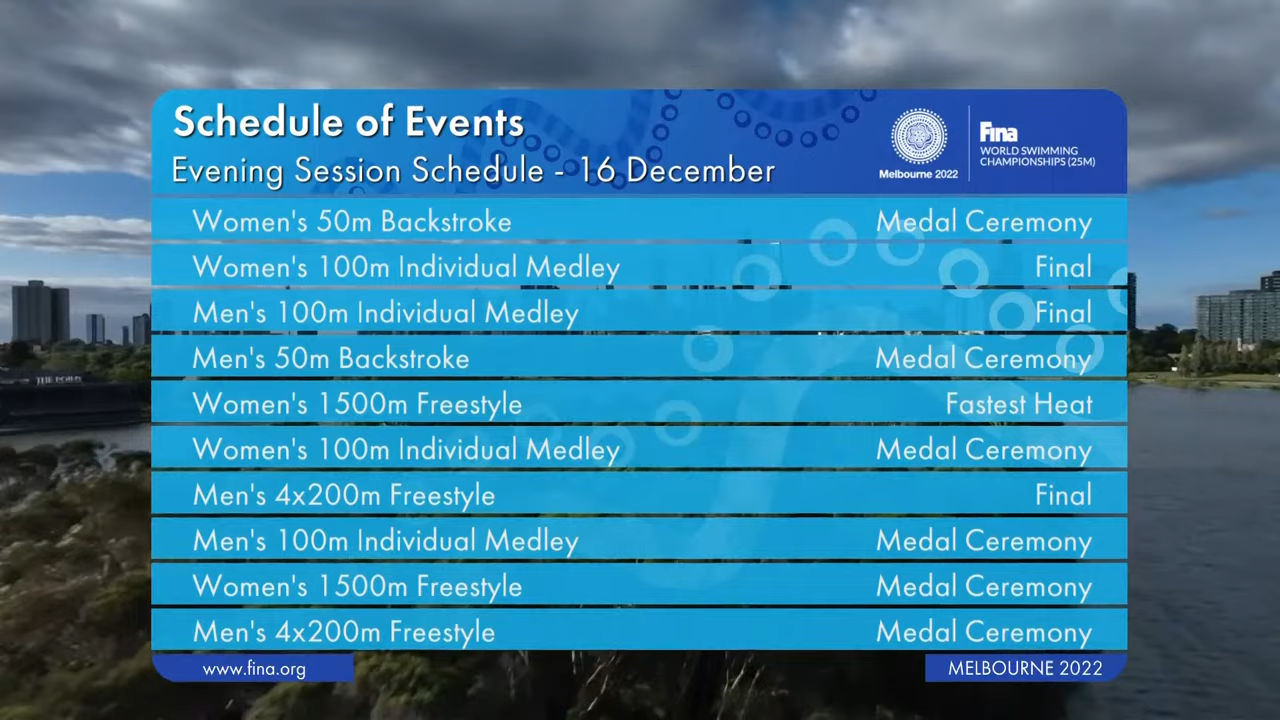 Schedule of Events
Evening Session Schedule - 16 December
Melbourne 2022
Fina
WORLD SWIMMING
CHAMPIONSHIPS (25M)
Women's 50m Backstroke Medal Ceremony
Women's 100m Individual Medley Final
Men's 100m Individual Medley Final
Men's 50m Backstroke Medal Ceremony
Women's 1500m Freestyle Fastest Heat
Women's 100m Individual Medley Medal Ceremony
Men's 4x200m Freestyle Final
Men's 100m Individual Medley Medal Ceremony
Women's 1500m Freestyle Medal Ceremony
Men's 4x200m Freestyle Medal Ceremony
www.fina.org MELBOURNE 2022